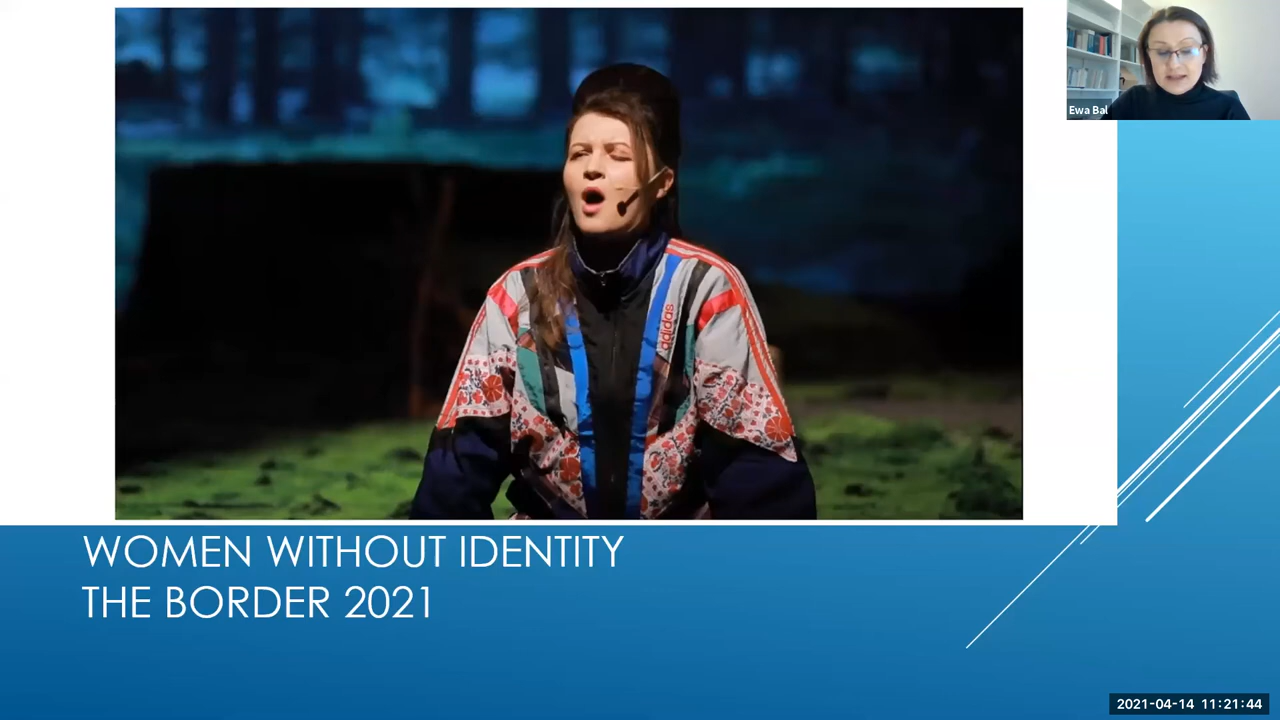 Ewa Bal
adidas
WOMEN WITHOUT IDENTITY
THE BORDER 2021
2021-04-14 11:21:44